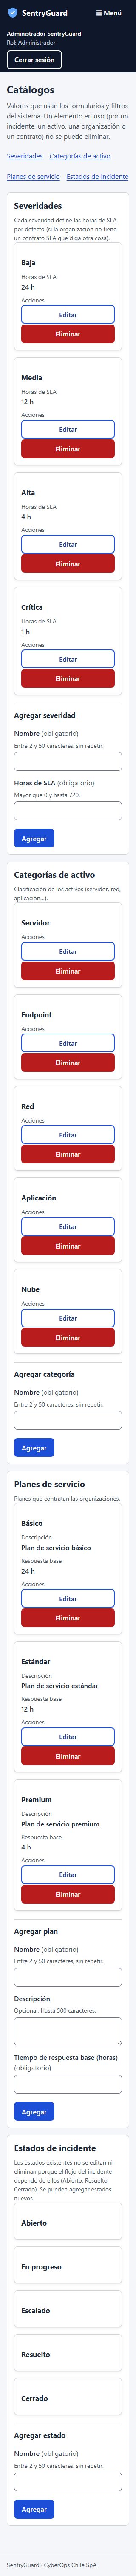 SentryGuard
☰ Menú
Administrador SentryGuard
Rol: Administrador
Cerrar sesión
Catálogos
Valores que usan los formularios y filtros
del sistema. Un elemento en uso (por un
incidente, un activo, una organización
o un contrato) no se puede eliminar.
Severidades Categorías de activo
Planes de servicio Estados de incidente
Severidades
Cada severidad define las horas de SLA
por defecto (si la organización no tiene
un contrato SLA que diga otra cosa).
Baja
Horas de SLA
24 h
Acciones
Editar
Eliminar
Media
Horas de SLA
12 h
Acciones
Editar
Eliminar
Alta
Horas de SLA
4 h
Acciones
Editar
Eliminar
Crítica
Horas de SLA
1 h
Acciones
Editar
Eliminar
Agregar severidad
Nombre (obligatorio)
Entre 2 y 50 caracteres, sin repetir.
Horas de SLA (obligatorio)
Mayor que 0 y hasta 720.
Agregar
Categorías de activo
Clasificación de los activos (servidor, red,
aplicación...).
Servidor
Acciones
Editar
Eliminar
Endpoint
Acciones
Editar
Eliminar
Red
Acciones
Editar
Eliminar
Aplicación
Acciones
Editar
Eliminar
Nube
Acciones
Editar
Eliminar
Agregar categoría
Nombre (obligatorio)
Entre 2 y 50 caracteres, sin repetir.
Agregar
Planes de servicio
Planes que contratan las organizaciones.
Básico
Descripción
Plan de servicio básico
Respuesta base
24 h
Acciones
Editar
Eliminar
Estándar
Descripción
Plan de servicio estándar
Respuesta base
12 h
Acciones
Editar
Eliminar
Premium
Descripción
Plan de servicio premium
Respuesta base
4 h
Acciones
Editar
Eliminar
Agregar plan
Nombre (obligatorio)
Entre 2 y 50 caracteres, sin repetir.
Descripción
Opcional. Hasta 500 caracteres.
Tiempo de respuesta base (horas)
(obligatorio)
Agregar
Estados de incidente
Los estados existentes no se editan ni
eliminan porque el flujo del incidente
depende de ellos (Abierto, Resuelto,
Cerrado). Se pueden agregar estados
nuevos.
Abierto
En progreso
Escalado
Resuelto
Cerrado
Agregar estado
Nombre (obligatorio)
Entre 2 y 50 caracteres, sin repetir.
Agregar
SentryGuard · CyberOps Chile SpA